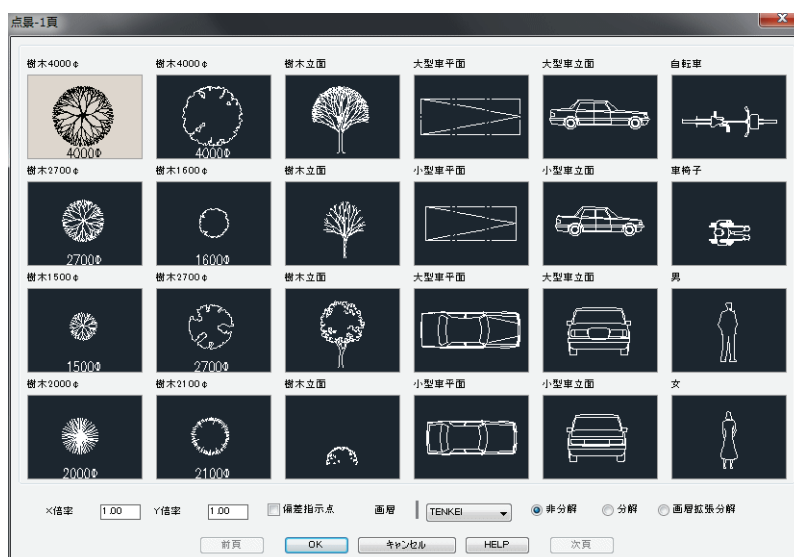 点景-1頁
樹木4000φ 樹木4000φ 樹木立面 大型車平面 大型車立面 自転車
4000Φ 4000Φ
樹木2700φ 樹木1600φ 樹木立面 小型車平面 小型車立面 車椅子
2700Φ 1600Φ
樹木1500φ 樹木2700φ 樹木立面 大型車平面 大型車立面 男
1500Φ 2700Φ
樹木2000φ 樹木2100φ 樹木立面 小型車平面 小型車立面 女
2000Φ 2100Φ
X倍率 1.00 Y倍率 1.00 偏差指示点 画層 TENKEI 非分解 分解 画層拡張分解
前頁 OK キャンセル HELP 次頁